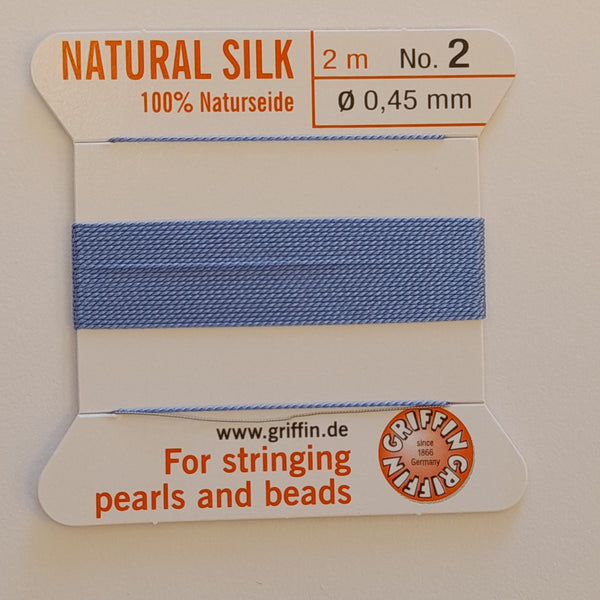 NATURAL SILK
100% Naturseide
2 m No. 2
Ø 0,45 mm
www.griffin.de
For stringing
pearls and beads
GRIFFIN GRIFFIN
since
1866
Germany